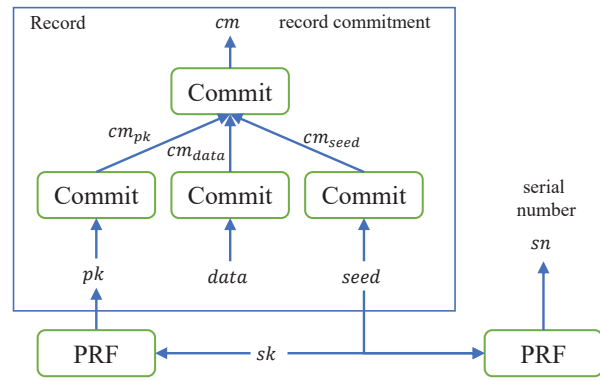 Record
cm
record commitment
Commit
cm_pk
cm_data
cm_seed
Commit
Commit
Commit
serial
number
sn
pk
data
seed
PRF
sk
PRF